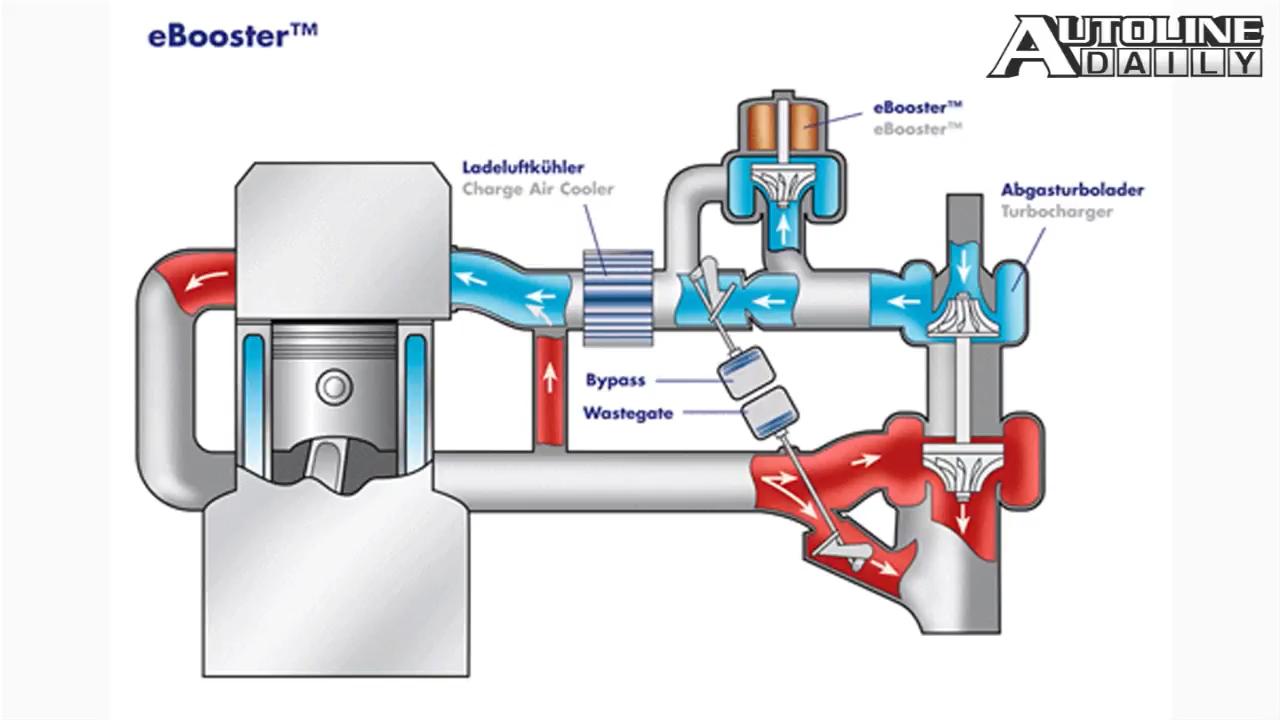 eBooster™
AUTOLINE
DAILY
eBooster™
eBooster™
Ladeluftkühler
Charge Air Cooler
Abgasturbolader
Turbocharger
Bypass
Wastegate